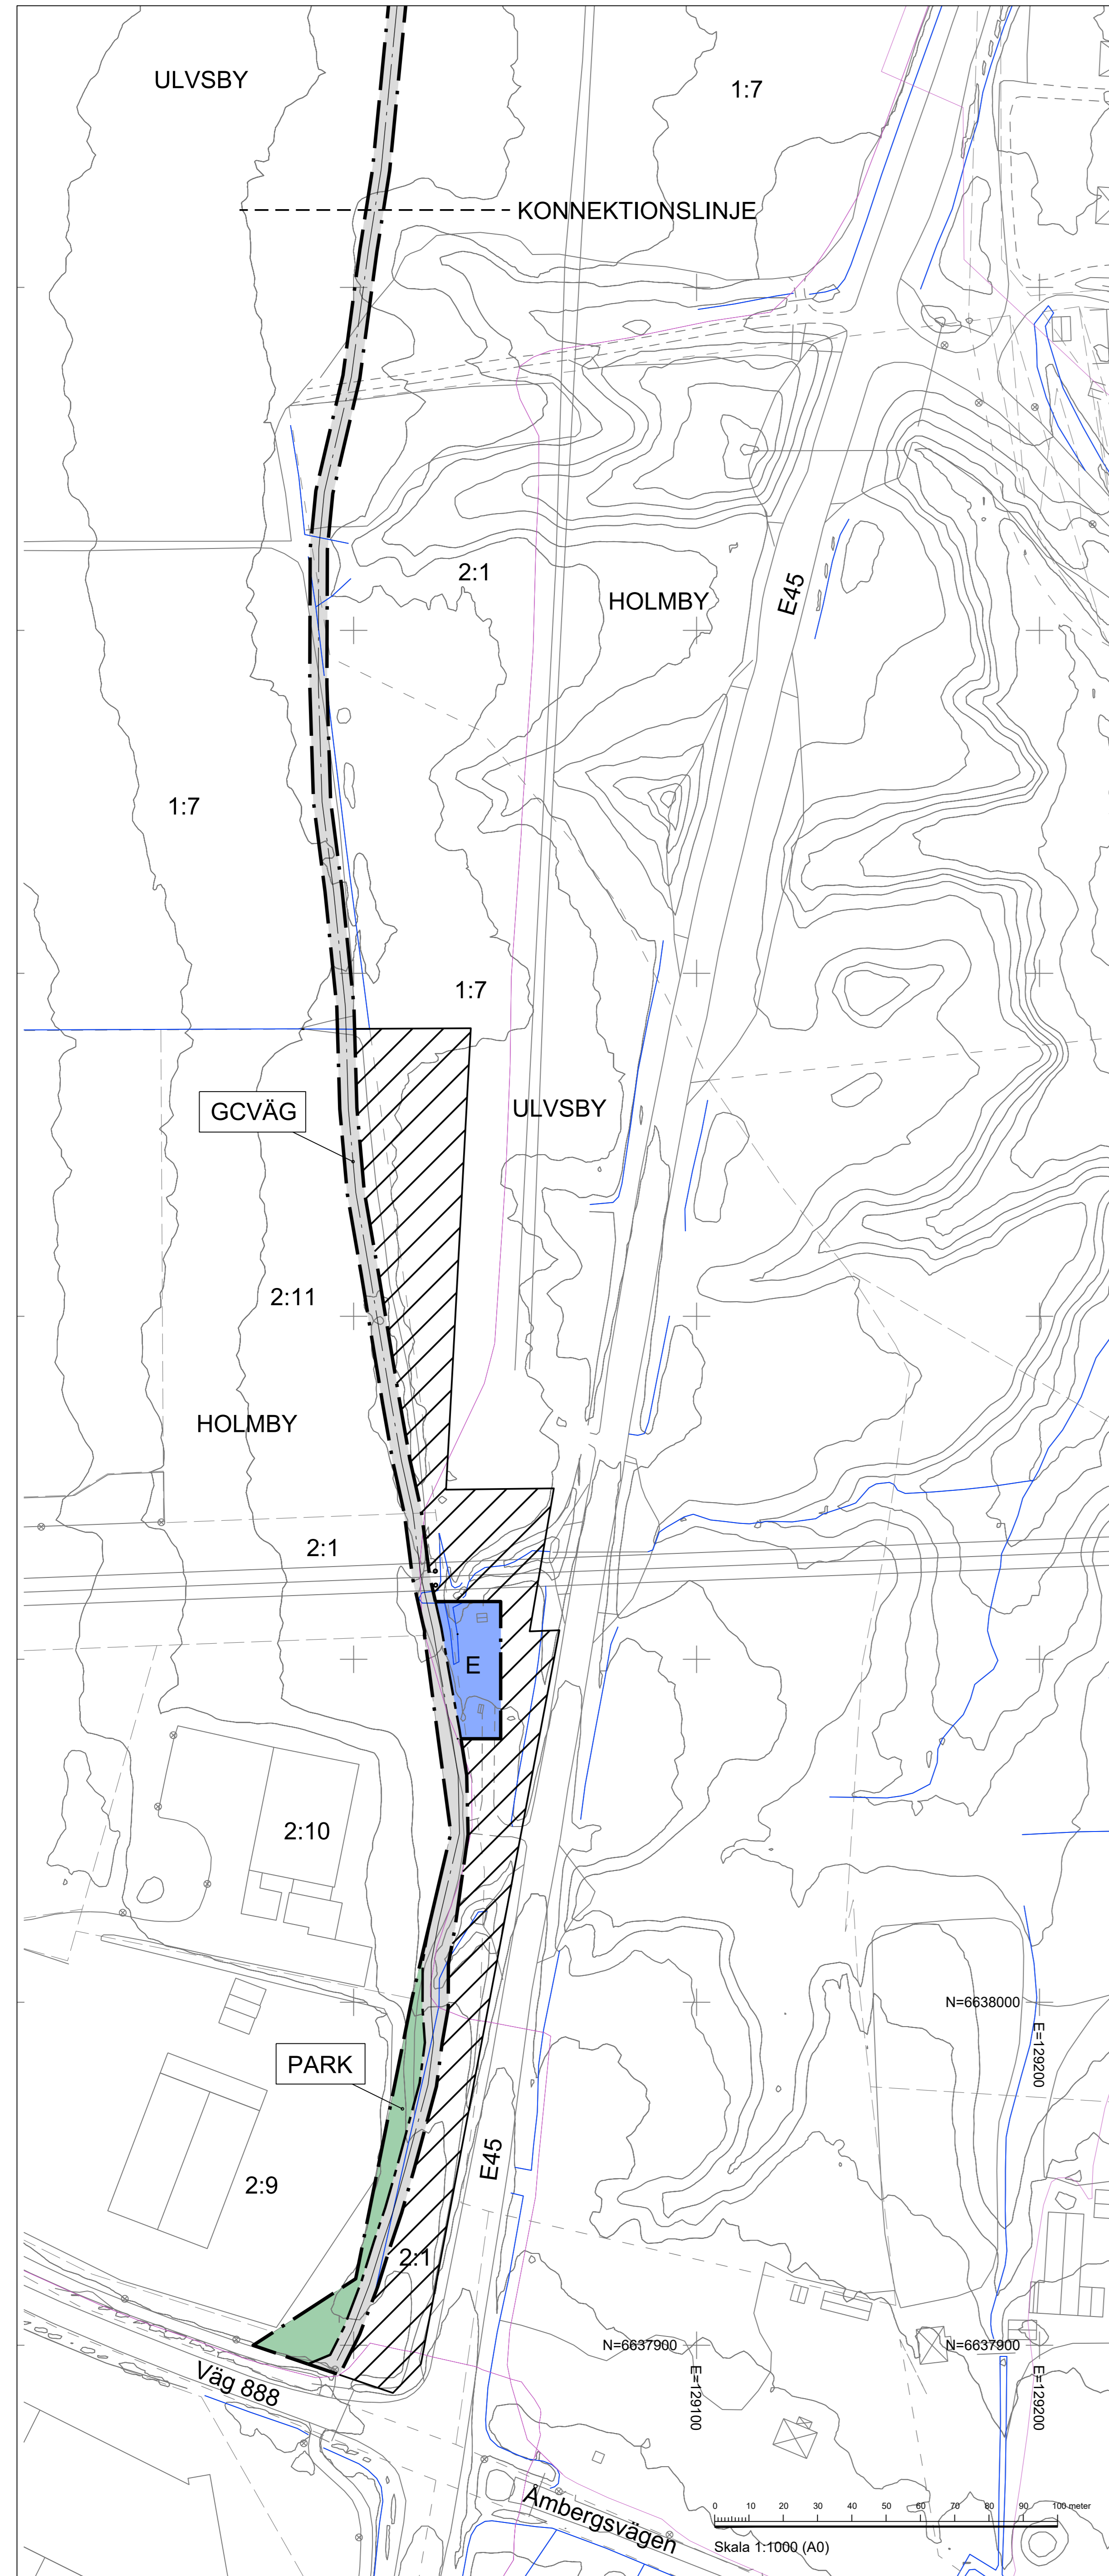 ULVSBY
1:7
KONNEKTIONSLINJE
2:1
HOLMBY
E45
1:7
1:7
GCVÄG
ULVSBY
2:11
HOLMBY
2:1
E
2:10
N=6638000
E=129200
PARK
E45
2:9
2:1
N=6637900
N=6637900
E=129100
E=129200
Väg 888
Åmbergsvägen
0 10 20 30 40 50 60 70 80 90 100 meter
Skala 1:1000 (A0)